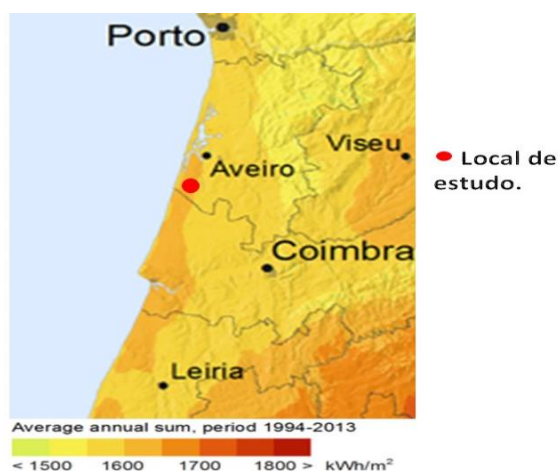 Porto
Viseu
Aveiro
Local de
estudo.
Coimbra
Leiria
Average annual sum, period 1994-2013
< 1500 1600 1700 1800 > kWh/m²